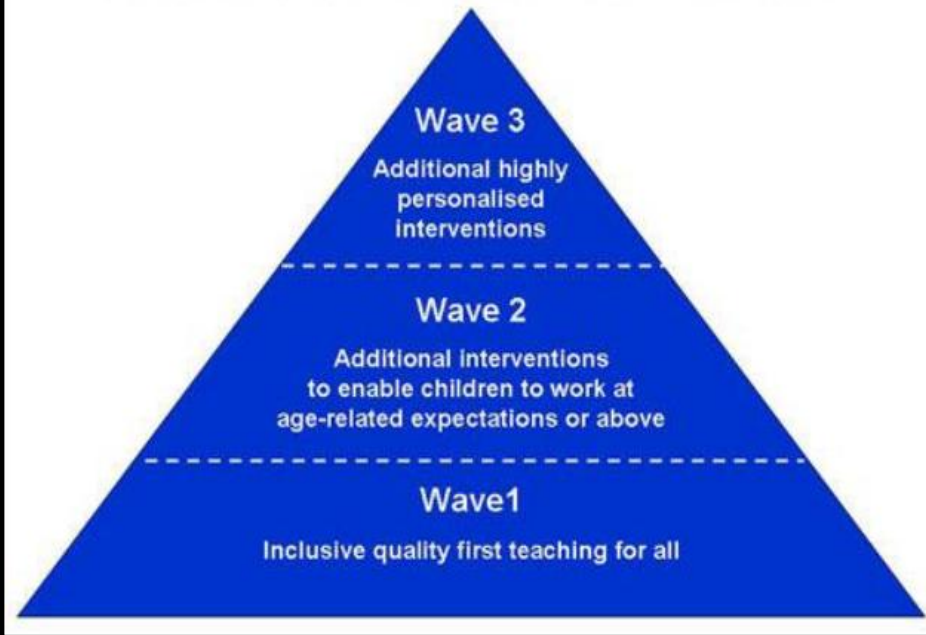 Wave 3
Additional highly
personalised
interventions
Wave 2
Additional interventions
to enable children to work at
age-related expectations or above
Wave1
Inclusive quality first teaching for all